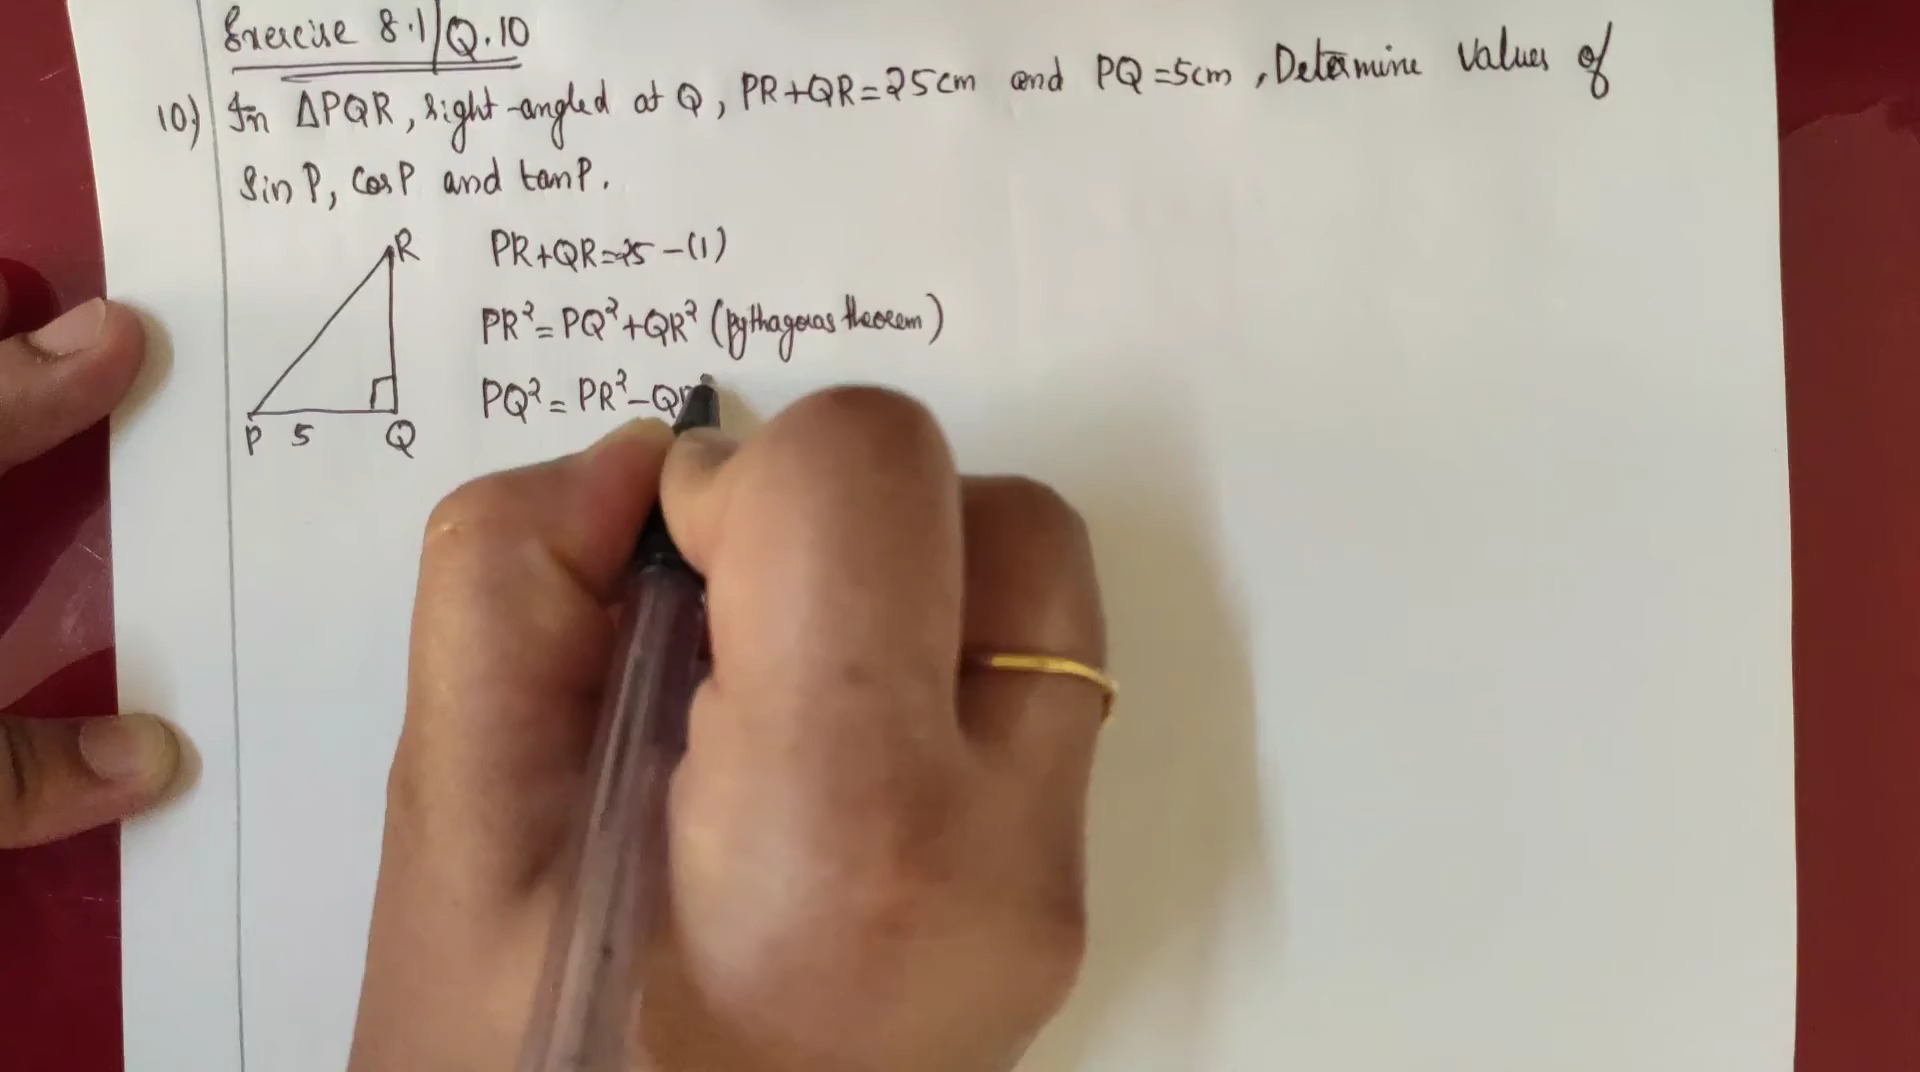 Exercise 8.1/Q.10
10.) In ΔPQR, right-angled at Q, PR+QR=25cm and PQ=5cm, Determine values of
Sin P, Cos P and tan P.
PR+QR=25 -(1)
PR²=PQ²+QR² (pythagoras theorem)
PQ²=PR²-QR
R
P 5 Q